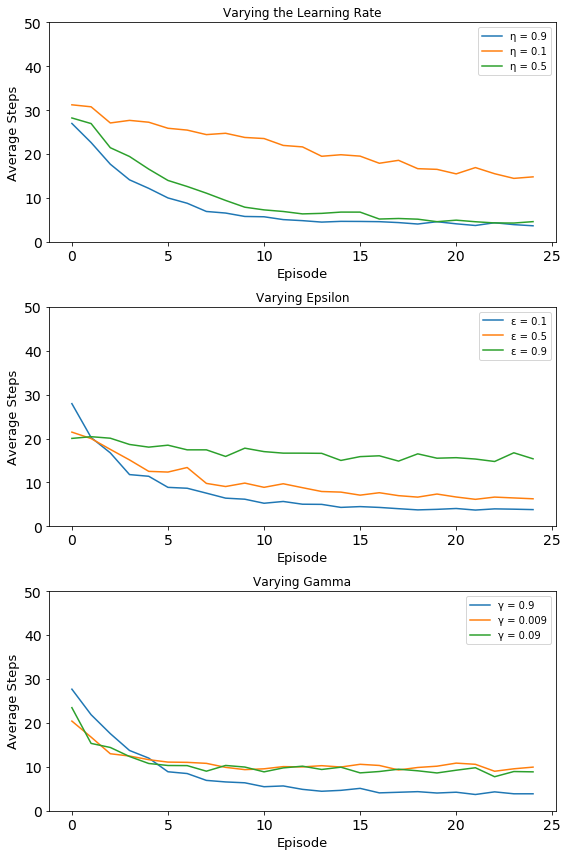 Varying the Learning Rate
50
40
30
20
10
0
Average Steps
η = 0.9
η = 0.1
η = 0.5
0 5 10 15 20 25
Episode
Varying Epsilon
50
40
30
20
10
0
Average Steps
ε = 0.1
ε = 0.5
ε = 0.9
0 5 10 15 20 25
Episode
Varying Gamma
50
40
30
20
10
0
Average Steps
γ = 0.9
γ = 0.009
γ = 0.09
0 5 10 15 20 25
Episode